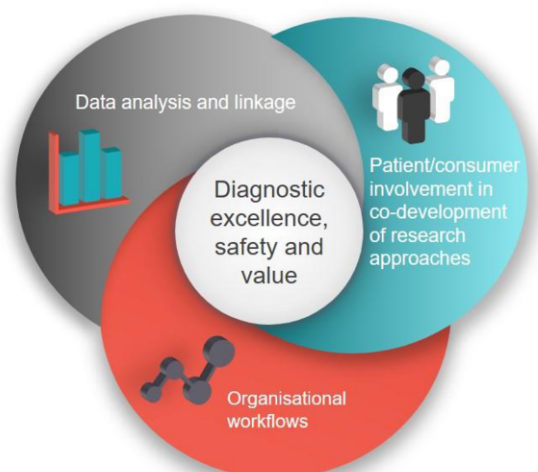 Data analysis and linkage
Patient/consumer
involvement in
co-development
of research
approaches
Diagnostic
excellence,
safety and
value
Organisational
workflows